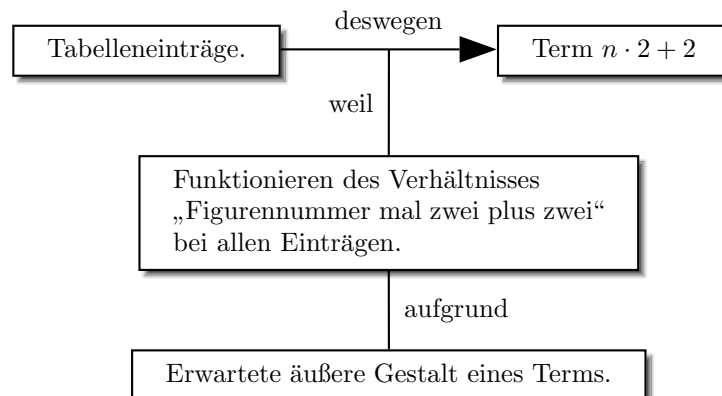 deswegen
Tabelleneinträge.
Term n · 2 + 2
weil
Funktionieren des Verhältnisses
„Figurennummer mal zwei plus zwei“
bei allen Einträgen.
aufgrund
Erwartete äußere Gestalt eines Terms.